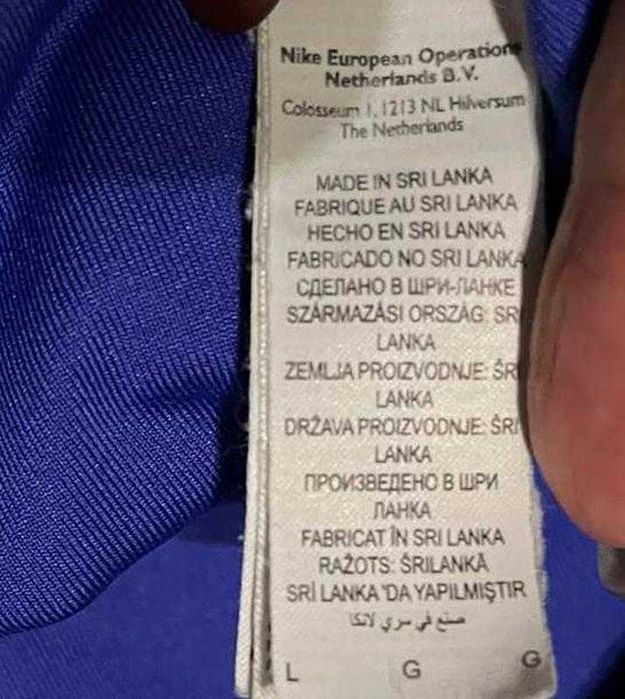 Nike European Operations
Netherlands B.V.
Colosseum 1, 1213 NL Hilversum
The Netherlands
MADE IN SRI LANKA
FABRIQUE AU SRI LANKA
HECHO EN SRI LANKA
FABRICADO NO SRI LANKA
СДЕЛАНО В ШРИ-ЛАНКЕ
SZÁRMAZÁSI ORSZÁG: SRI
LANKA
ZEMLJA PROIZVODNJE: ŠRI
LANKA
DRŽAVA PROIZVODNJE: ŠRI
LANKA
ПРОИЗВЕДЕНО В ШРИ
ЛАНКА
FABRICAT ÎN SRI LANKA
RAŽOTS: ŠRILANKĀ
SRİ LANKA'DA YAPILMIŞTIR
صنع في سري لانكا
L G G